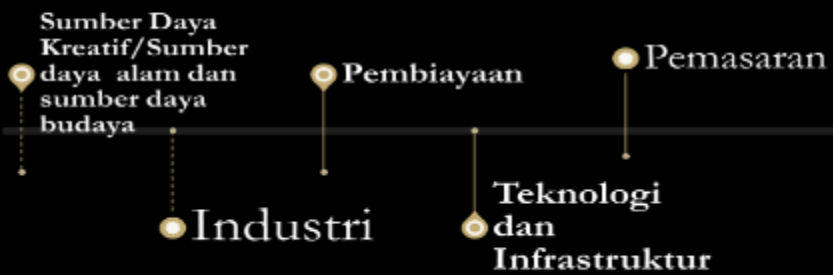 Sumber Daya
Kreatif/Sumber
daya alam dan
sumber daya
budaya
Industri
Pembiayaan
Teknologi
dan
Infrastruktur
Pemasaran